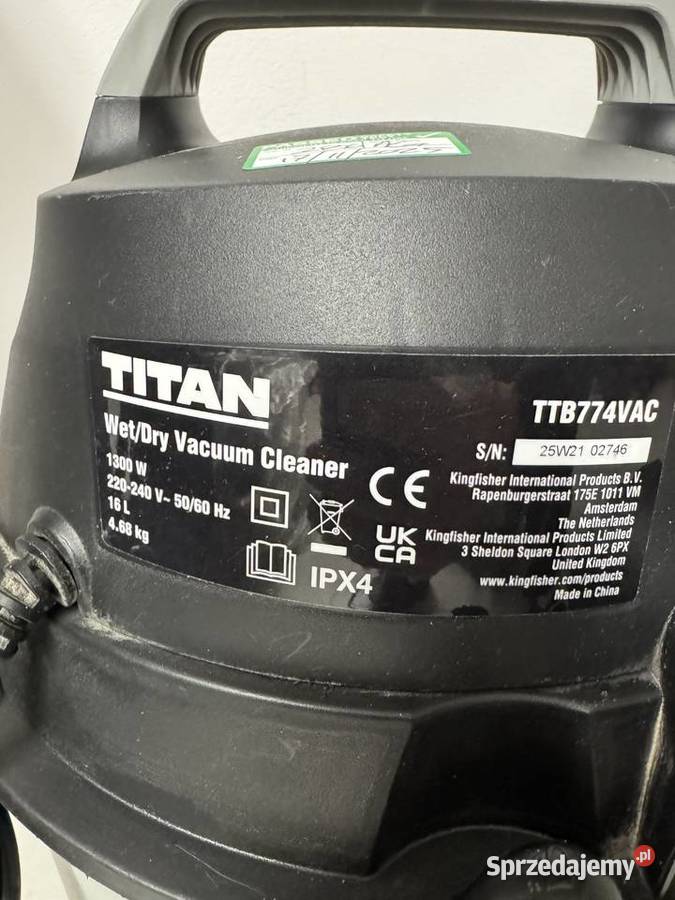 TITAN
Wet/Dry Vacuum Cleaner
1300 W
220-240 V~ 50/60 Hz
16 L
4.68 kg
IPX4
CE
UK
CA
TTB774VAC
S/N: 25W21 02746
Kingfisher International Products B.V.
Rapenburgerstraat 175E 1011 VM
Amsterdam
The Netherlands
Kingfisher International Products Limited
3 Sheldon Square London W2 6PX
United Kingdom
www.kingfisher.com/products
Made in China
Sprzedajemy.pl